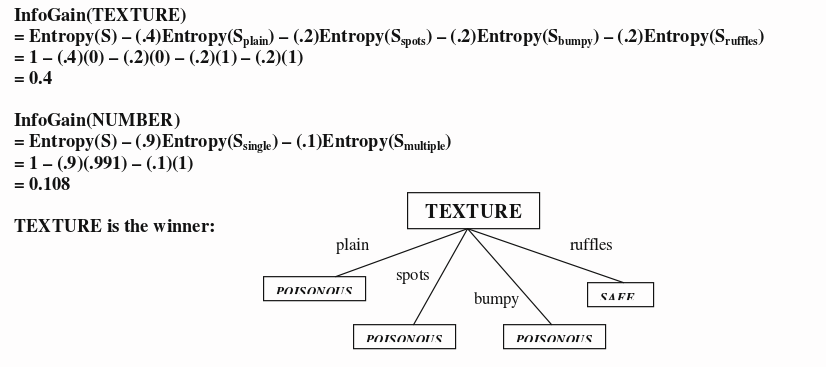 InfoGain(TEXTURE)
= Entropy(S) – (.4)Entropy(Splain) – (.2)Entropy(Sspots) – (.2)Entropy(Sbumpy) – (.2)Entropy(Sruffles)
= 1 – (.4)(0) – (.2)(0) – (.2)(1) – (.2)(1)
= 0.4
InfoGain(NUMBER)
= Entropy(S) – (.9)Entropy(Ssingle) – (.1)Entropy(Smultiple)
= 1 – (.9)(.991) – (.1)(1)
= 0.108
TEXTURE is the winner:
TEXTURE
plain
ruffles
spots
bumpy
POISONOUS
SAFE
POISONOUS
POISONOUS